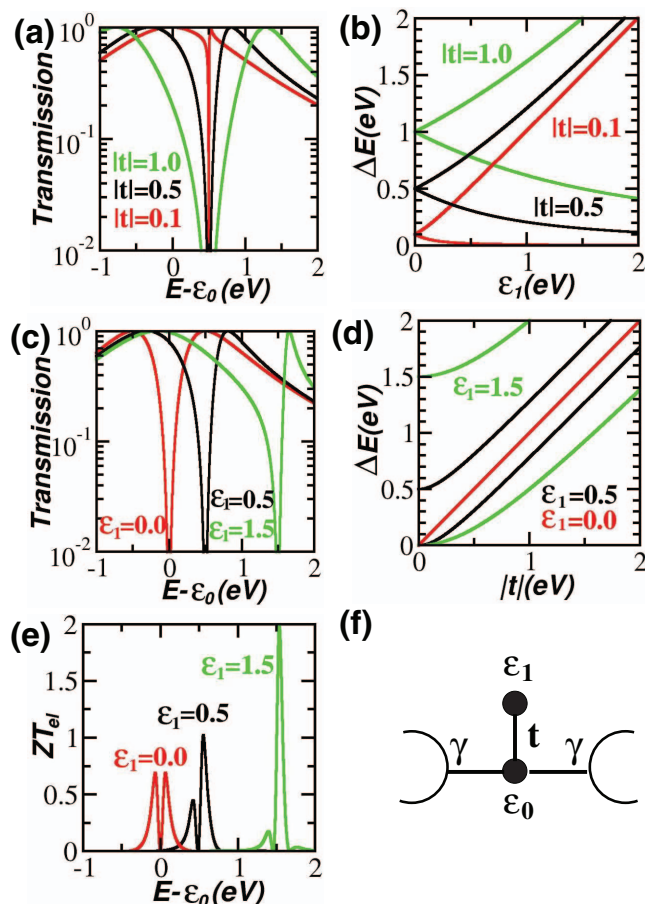 (a)
Transmission
10⁰
10⁻¹
10⁻²
|t|=1.0
|t|=0.5
|t|=0.1
-1 0 1 2
E-ε₀(eV)
(b)
ΔE(eV)
2
1.5
1
0.5
0
|t|=1.0
|t|=0.1
|t|=0.5
0 1 2
ε₁(eV)
(c)
Transmission
10⁰
10⁻¹
10⁻²
ε₁=0.5
ε₁=0.0 ε₁=1.5
-1 0 1 2
E-ε₀(eV)
(d)
ΔE(eV)
2
1.5
1
0.5
0
ε₁=1.5
ε₁=0.5
ε₁=0.0
0 1 2
|t|(eV)
(e)
ZTel
2
1.5
1
0.5
0
ε₁=1.5
ε₁=0.5
ε₁=0.0
-1 0 1 2
E-ε₀(eV)
(f)
ε₁
γ t γ
ε₀